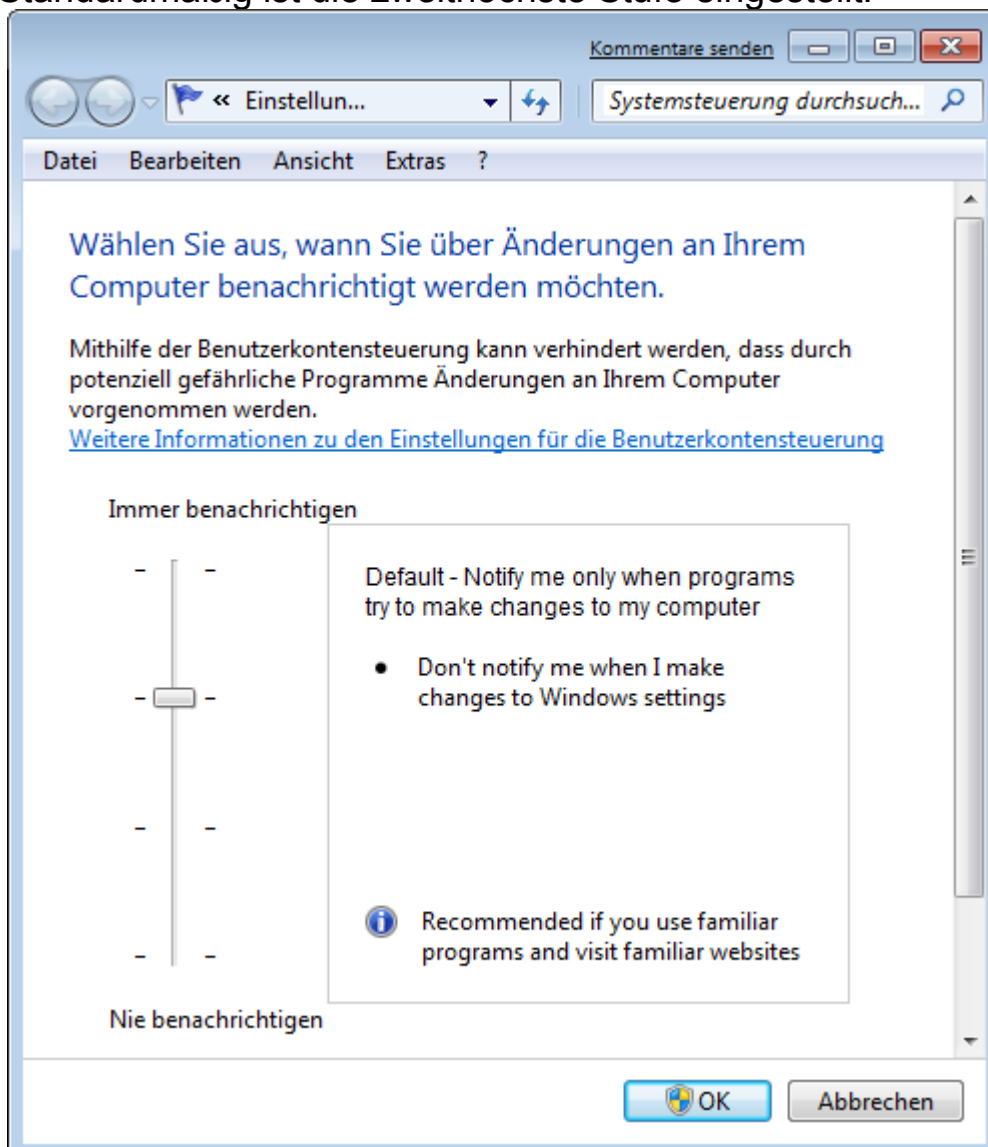 Standardmäßig ist die zweithöchste Stufe eingestellt.
Kommentare senden
« Einstellun...
Systemsteuerung durchsuch...
Datei Bearbeiten Ansicht Extras ?
Wählen Sie aus, wann Sie über Änderungen an Ihrem
Computer benachrichtigt werden möchten.
Mithilfe der Benutzerkontensteuerung kann verhindert werden, dass durch
potenziell gefährliche Programme Änderungen an Ihrem Computer
vorgenommen werden.
Weitere Informationen zu den Einstellungen für die Benutzerkontensteuerung
Immer benachrichtigen
Default - Notify me only when programs
try to make changes to my computer
• Don't notify me when I make
changes to Windows settings
Recommended if you use familiar
programs and visit familiar websites
Nie benachrichtigen
OK
Abbrechen